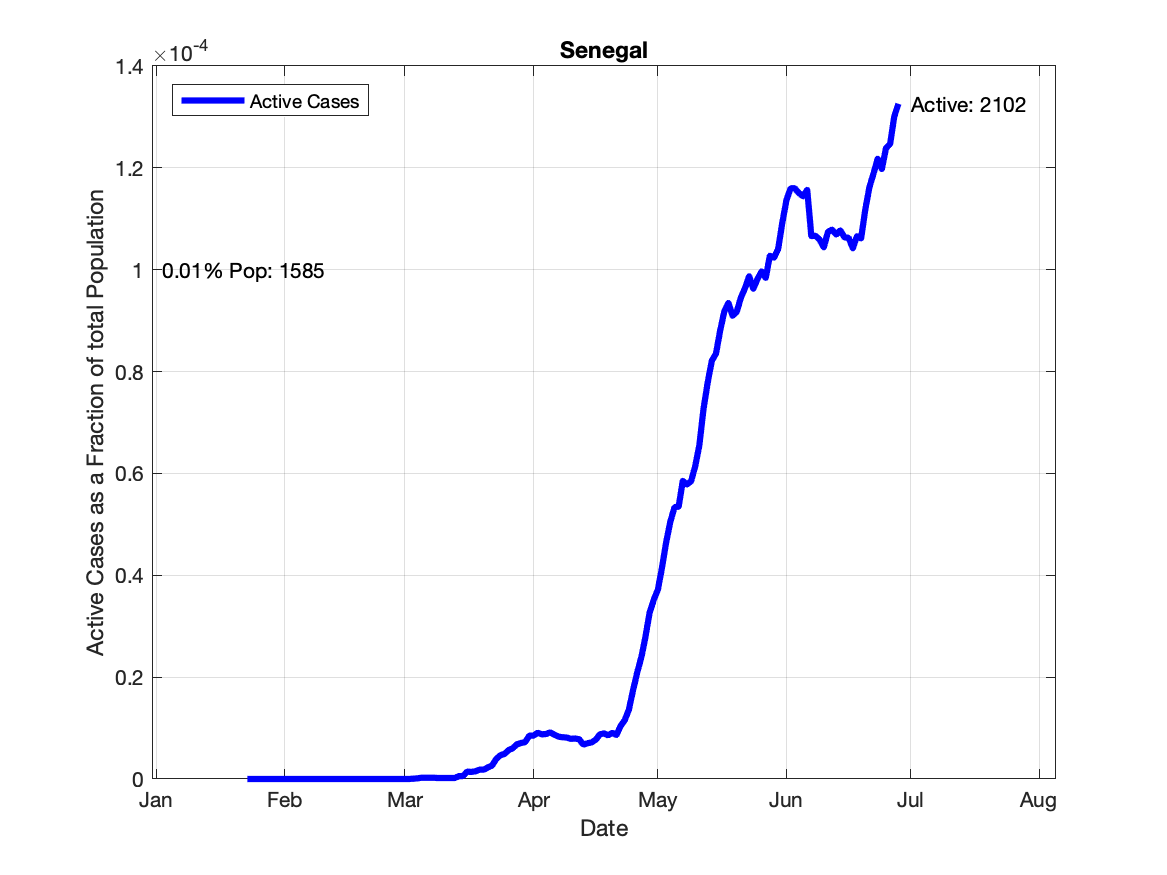 Senegal
×10-4
1.4
1.2
1
0.8
0.6
0.4
0.2
0
Active Cases as a Fraction of total Population
Active Cases
Active: 2102
0.01% Pop: 1585
Jan Feb Mar Apr May Jun Jul Aug
Date